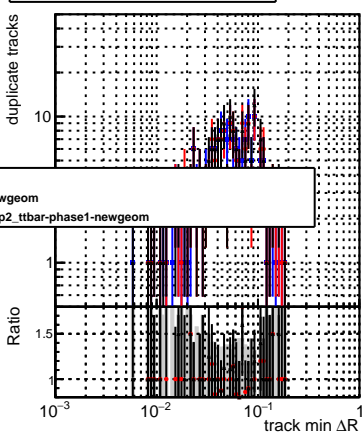 duplicate tracks
10
wgeom
p2_ttbar-phase1-newgeom
1
Ratio
1.5
1
10⁻³
10⁻²
10⁻¹
1
track min ΔR